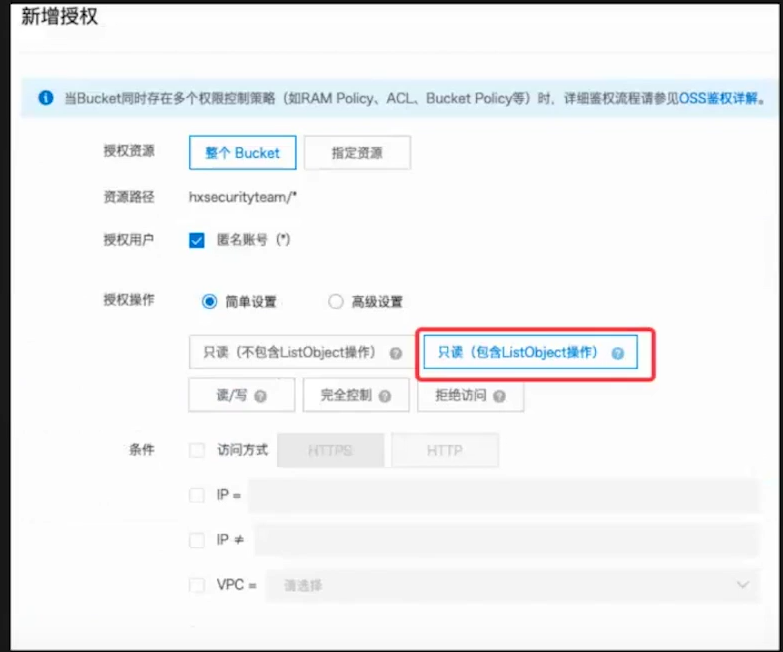 新增授权
当Bucket同时存在多个权限控制策略（如RAM Policy、ACL、Bucket Policy等）时，详细鉴权流程请参见OSS鉴权详解。
授权资源 整个 Bucket 指定资源
资源路径 hxsecurityteam/*
授权用户 匿名账号（*）
授权操作 简单设置 高级设置
只读（不包含ListObject操作） 只读（包含ListObject操作）
读/写 完全控制 拒绝访问
条件 访问方式 HTTPS HTTP
IP =
IP ≠
VPC = 请选择